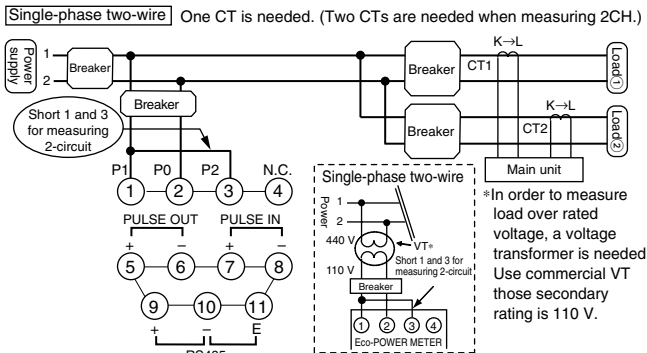 Single-phase two-wire One CT is needed. (Two CTs are needed when measuring 2CH.)
Power supply
1
2
Breaker
Breaker
Breaker
K→L
CT1
Load①
Breaker
K→L
CT2
Load②
Main unit
Short 1 and 3
for measuring
2-circuit
P1 P0 P2 N.C.
1 2 3 4
PULSE OUT PULSE IN
+ − + −
5 6 7 8
9 10 11
+ − E
RS485
Single-phase two-wire
Power
1
2
440 V
VT*
110 V
Short 1 and 3 for
measuring 2-circuit
Breaker
① ② ③ ④
Eco-POWER METER
*In order to measure
load over rated
voltage, a voltage
transformer is needed
Use commercial VT
those secondary
rating is 110 V.